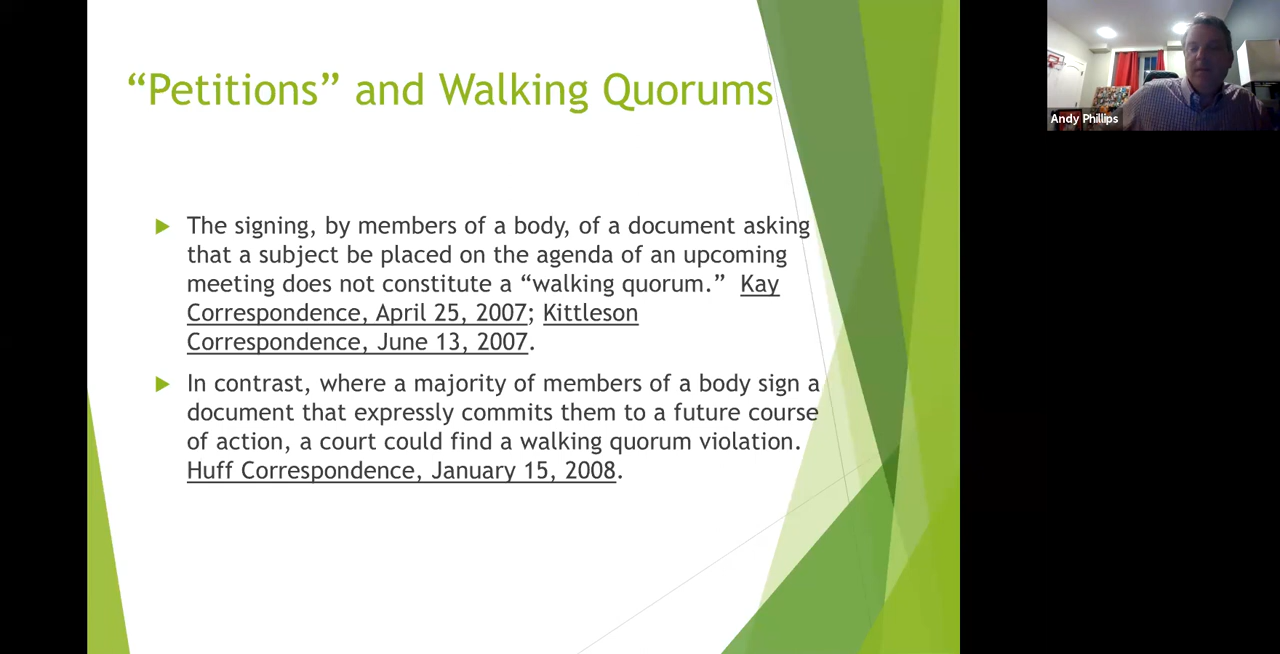 “Petitions” and Walking Quorums
The signing, by members of a body, of a document asking
that a subject be placed on the agenda of an upcoming
meeting does not constitute a “walking quorum.” Kay
Correspondence, April 25, 2007; Kittleson
Correspondence, June 13, 2007.
In contrast, where a majority of members of a body sign a
document that expressly commits them to a future course
of action, a court could find a walking quorum violation.
Huff Correspondence, January 15, 2008.
Andy Phillips